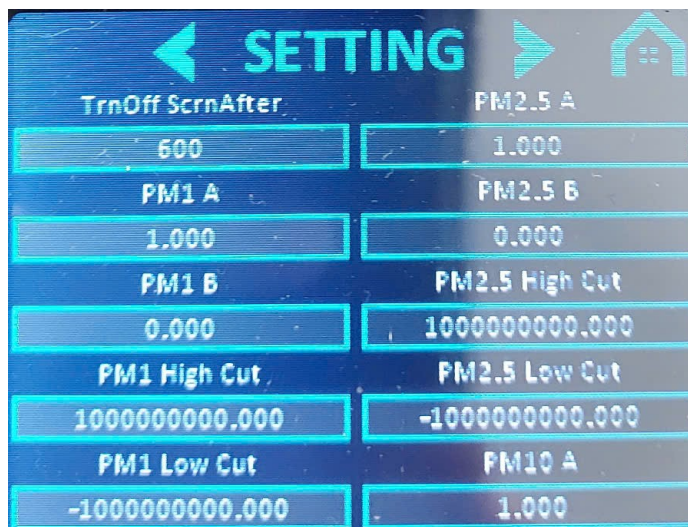 SETTING
TrnOff ScrnAfter
600
PM1 A
1.000
PM1 B
0.000
PM1 High Cut
1000000000.000
PM1 Low Cut
-1000000000.000
PM2.5 A
1.000
PM2.5 B
0.000
PM2.5 High Cut
1000000000.000
PM2.5 Low Cut
-1000000000.000
PM10 A
1.000